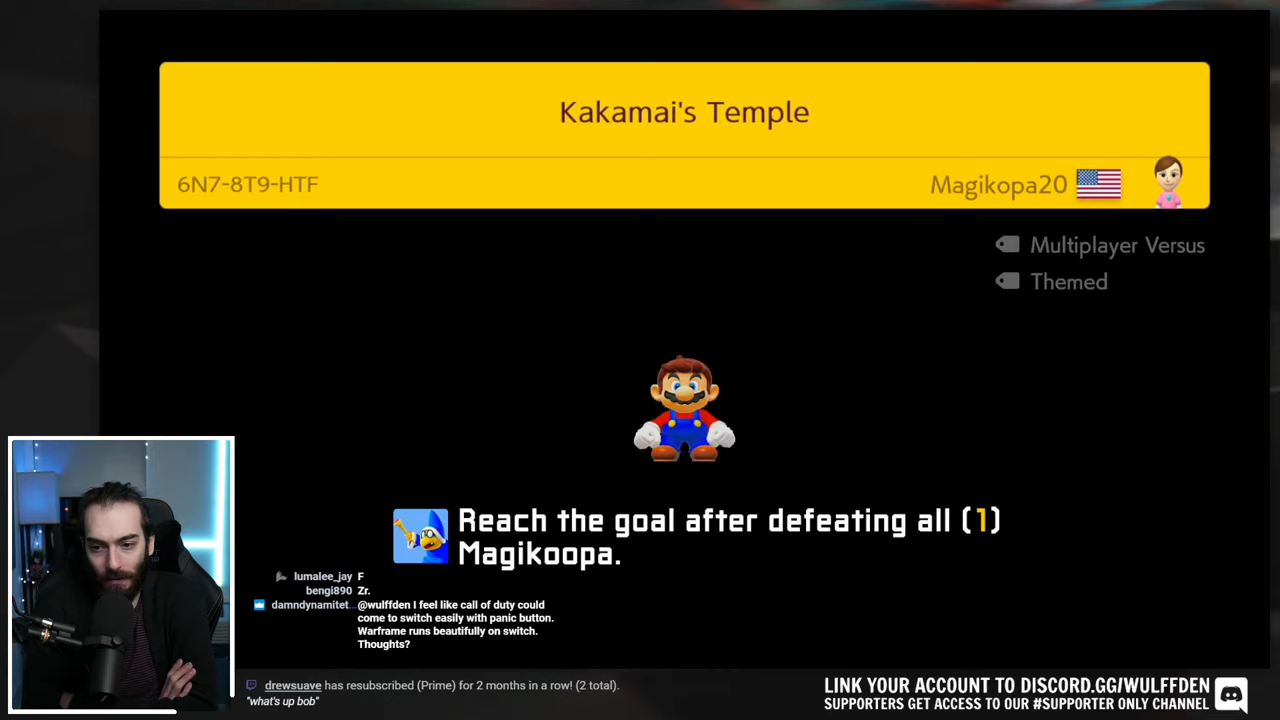 Kakamai's Temple
6N7-8T9-HTF
Magikopa20
Multiplayer Versus
Themed
Reach the goal after defeating all (1)
Magikoopa.
lumalee_jay F
bengi890 Zr.
damndynamitet... @wulffden I feel like call of duty could
come to switch easily with panic button.
Warframe runs beautifully on switch.
Thoughts?
drewsuave has resubscribed (Prime) for 2 months in a row! (2 total).
"what's up bob"
LINK YOUR ACCOUNT TO DISCORD.GG/WULFFDEN
SUPPORTERS GET ACCESS TO OUR #SUPPORTER ONLY CHANNEL